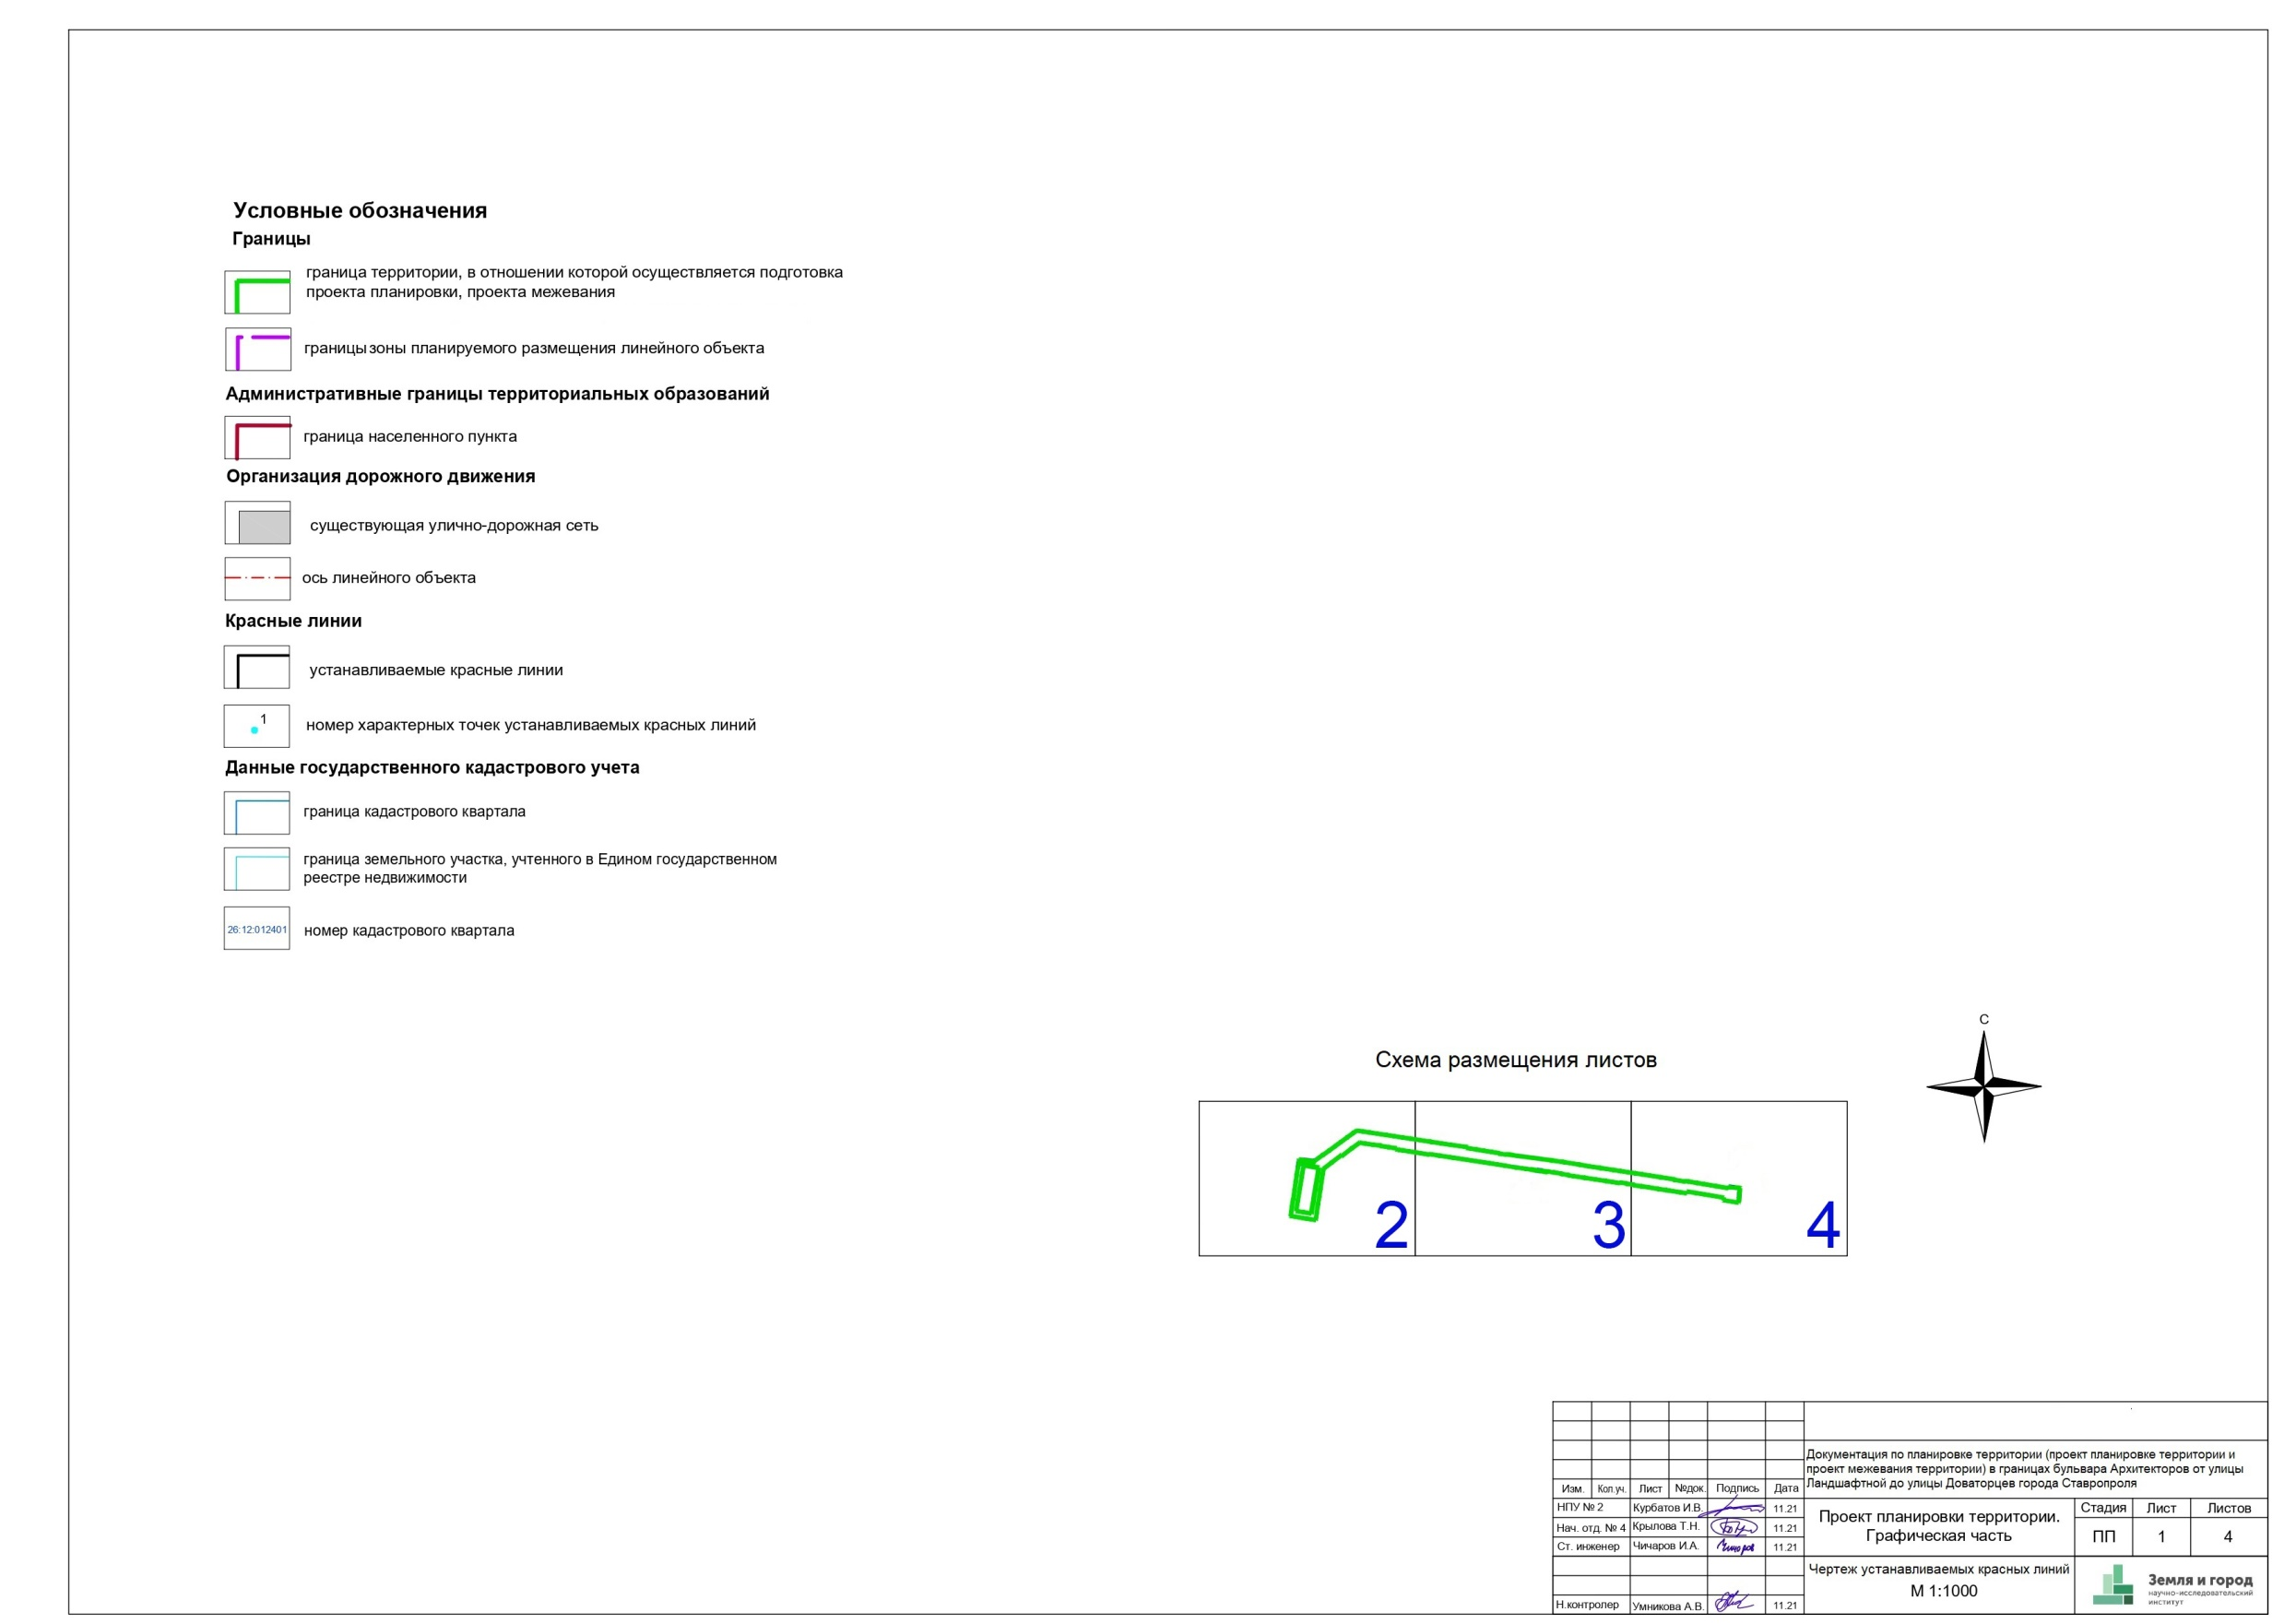 Условные обозначения
Границы
граница территории, в отношении которой осуществляется подготовка
проекта планировки, проекта межевания
границы зоны планируемого размещения линейного объекта
Административные границы территориальных образований
граница населенного пункта
Организация дорожного движения
существующая улично-дорожная сеть
ось линейного объекта
Красные линии
устанавливаемые красные линии
1
номер характерных точек устанавливаемых красных линий
Данные государственного кадастрового учета
граница кадастрового квартала
граница земельного участка, учтенного в Едином государственном
реестре недвижимости
26:12:012401
номер кадастрового квартала
С
Схема размещения листов
2 3 4
Документация по планировке территории (проект планировке территории и
проект межевания территории) в границах бульвара Архитекторов от улицы
Ландшафтной до улицы Доваторцев города Ставрополя
Изм. Кол.уч. Лист №док. Подпись Дата
НПУ № 2 Курбатов И.В. 11.21
Нач. отд. № 4 Крылова Т.Н. 11.21
Ст. инженер Чичаров И.А. 11.21
Н.контролер Умникова А.В. 11.21
Проект планировки территории.
Графическая часть
Стадия Лист Листов
ПП 1 4
Чертеж устанавливаемых красных линий
М 1:1000
Земля и город
научно-исследовательский
институт